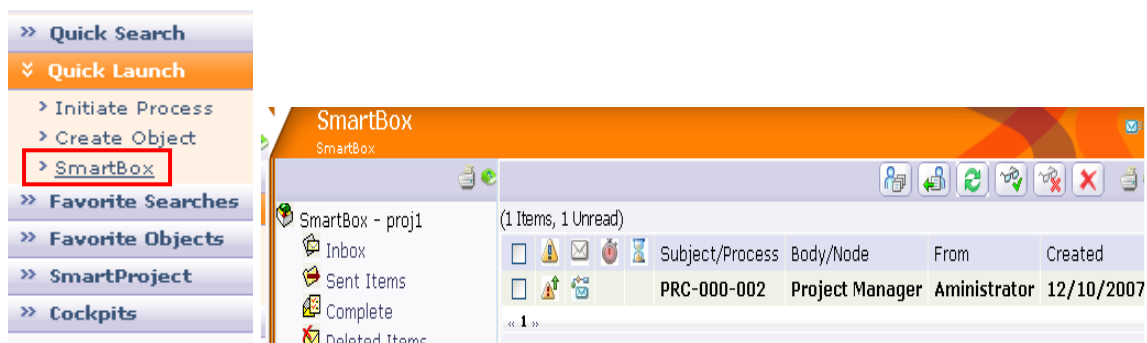 » Quick Search
Quick Launch
> Initiate Process
> Create Object
> SmartBox
» Favorite Searches
» Favorite Objects
» SmartProject
» Cockpits
SmartBox
SmartBox
SmartBox - proj1
Inbox
Sent Items
Complete
Deleted Items
(1 Items, 1 Unread)
Subject/Process Body/Node From Created
PRC-000-002 Project Manager Aministrator 12/10/2007
« 1 »